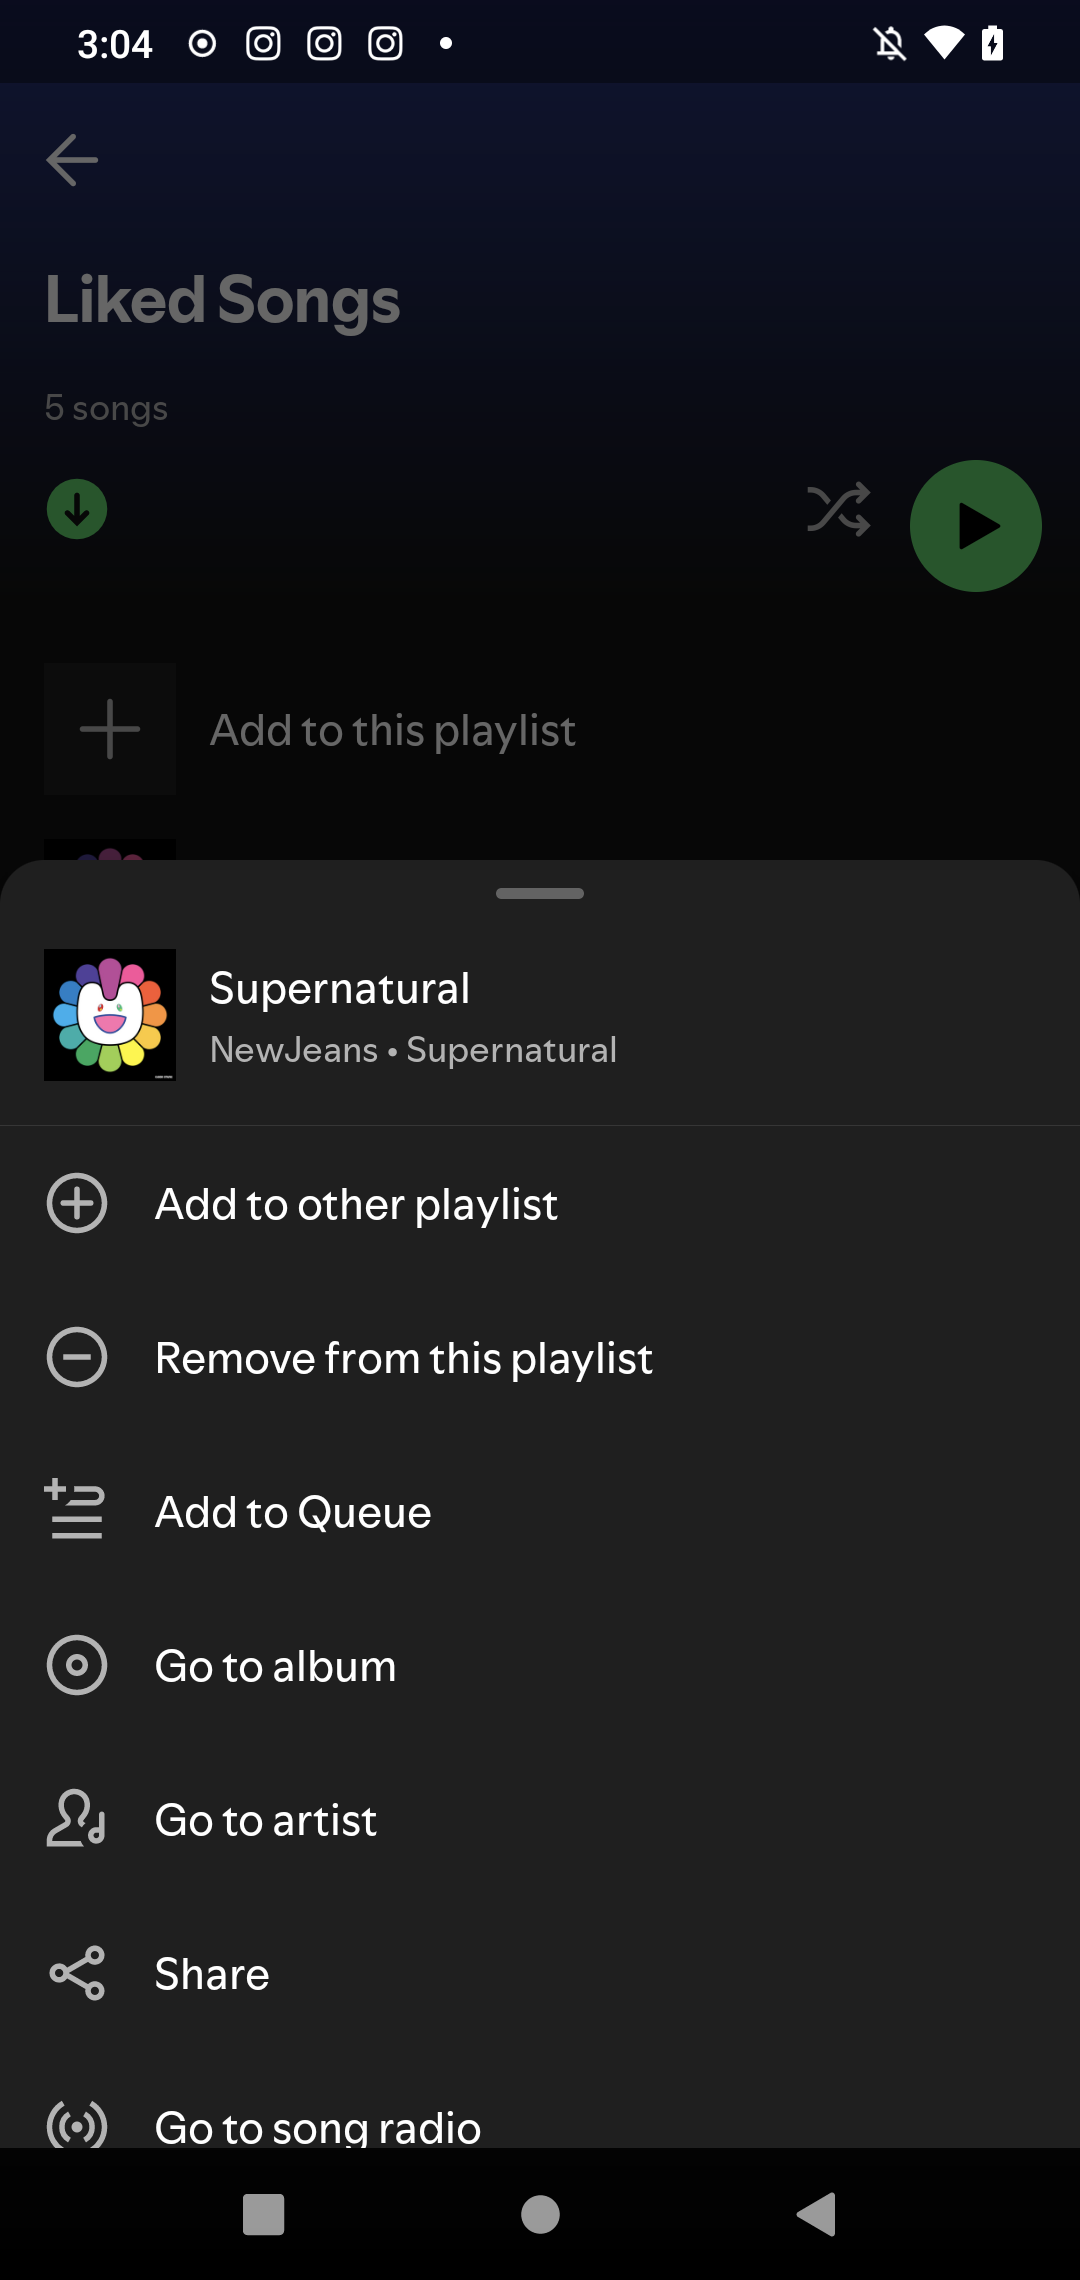 3:04
Liked Songs
5 songs
Add to this playlist
Supernatural
NewJeans • Supernatural
Add to other playlist
Remove from this playlist
Add to Queue
Go to album
Go to artist
Share
Go to song radio